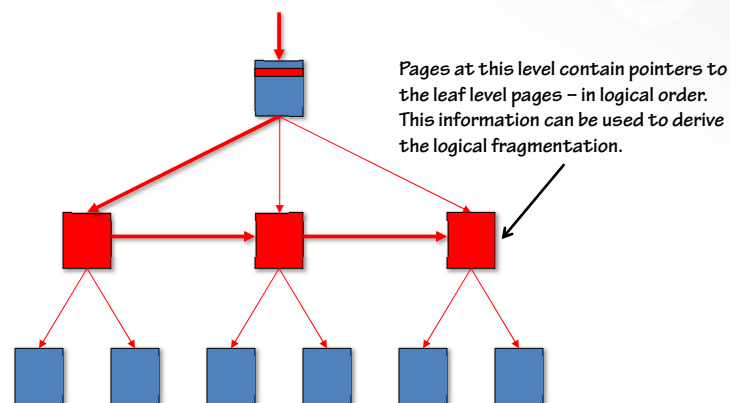 Pages at this level contain pointers to
the leaf level pages – in logical order.
This information can be used to derive
the logical fragmentation.